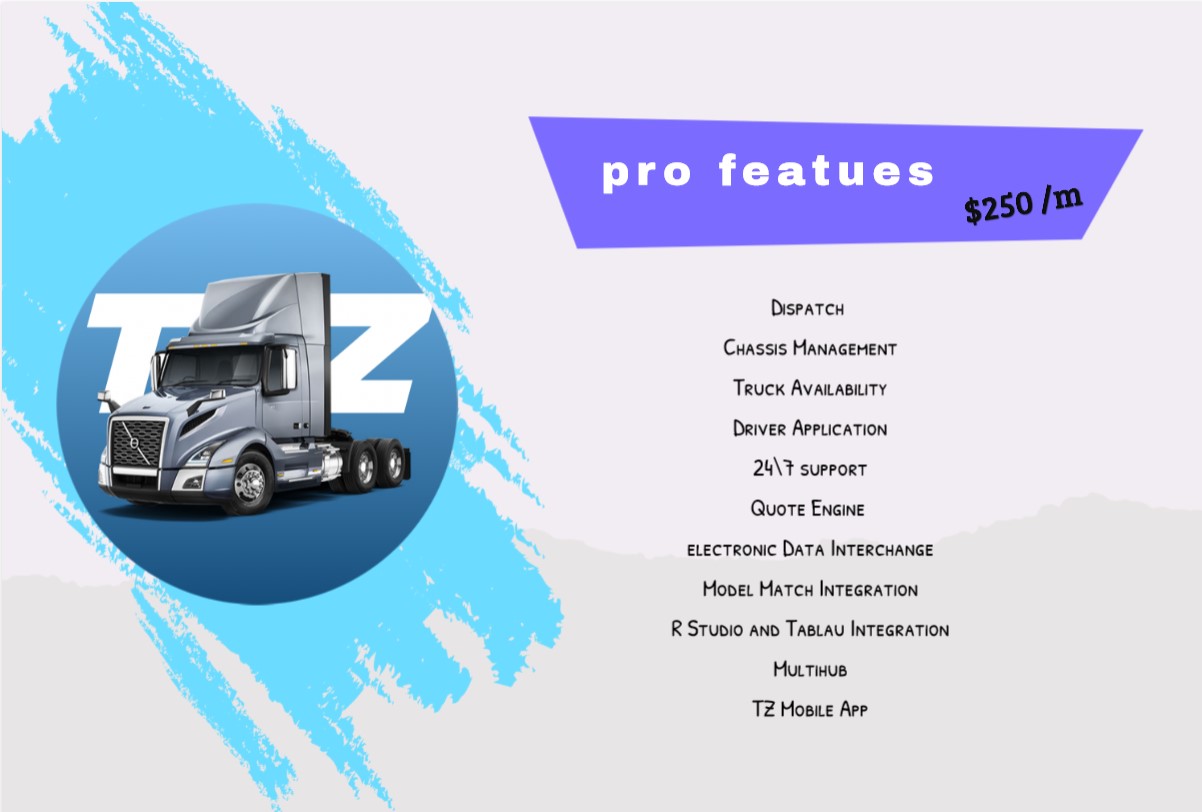 pro featues
$250 /m
TZ
Dispatch
Chassis Management
Truck Availability
Driver Application
24\7 support
Quote Engine
electronic Data Interchange
Model Match Integration
R Studio and Tablau Integration
Multihub
TZ Mobile App